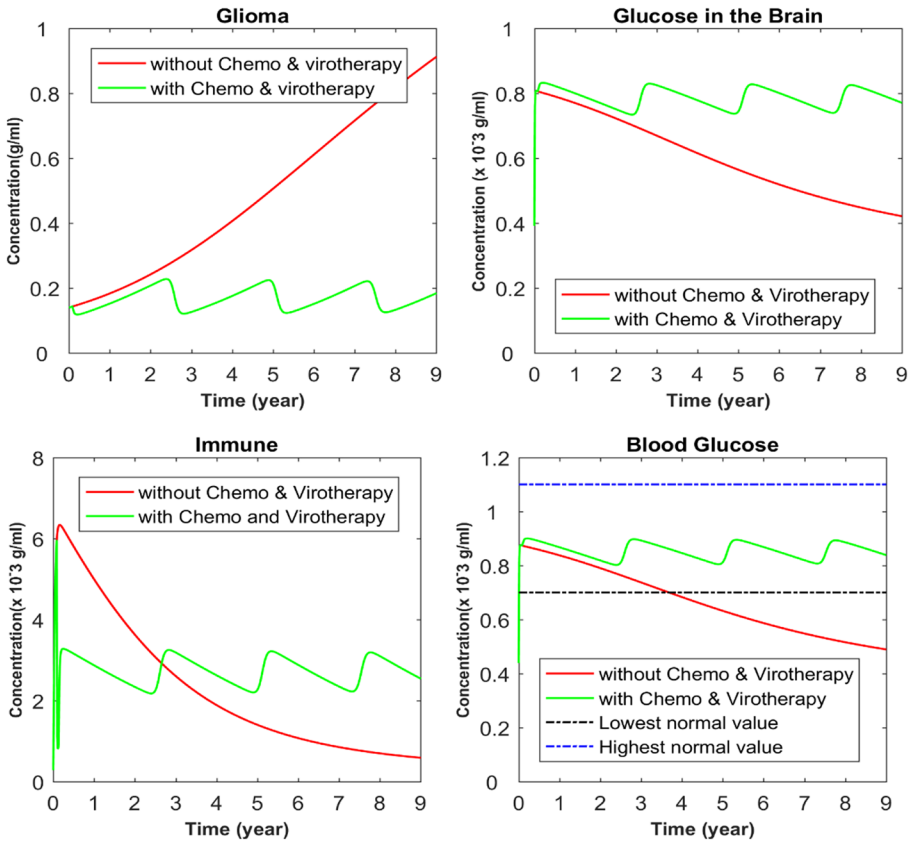 Glioma
Concentration(g/ml)
1
0.8
0.6
0.4
0.2
0
without Chemo & virotherapy
with Chemo & virotherapy
0 1 2 3 4 5 6 7 8 9
Time (year)
Glucose in the Brain
Concentration (x 10ˉ3 g/ml)
1
0.8
0.6
0.4
0.2
0
without Chemo & Virotherapy
with Chemo & Virotherapy
0 1 2 3 4 5 6 7 8 9
Time (year)
Immune
Concentration(x 10ˉ3 g/ml)
8
6
4
2
0
without Chemo & Virotherapy
with Chemo and Virotherapy
0 1 2 3 4 5 6 7 8 9
Time (year)
Blood Glucose
Concentration(x 10ˉ3 g/ml)
1.2
1
0.8
0.6
0.4
0.2
0
without Chemo & Virotherapy
with Chemo & Virotherapy
Lowest normal value
Highest normal value
0 1 2 3 4 5 6 7 8 9
Time (year)